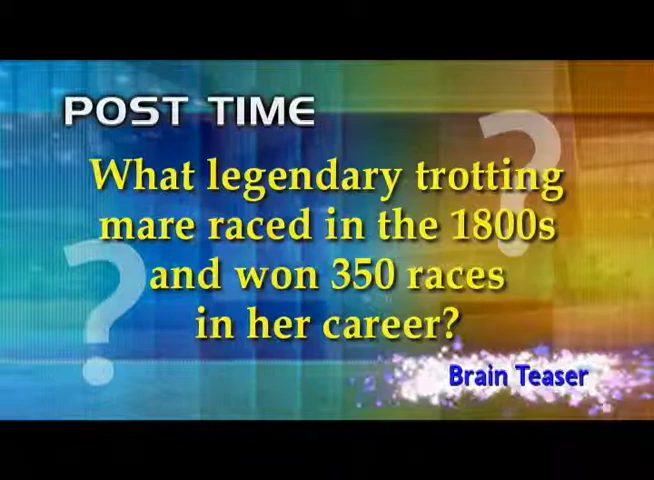 POST TIME
What legendary trotting
mare raced in the 1800s
and won 350 races
in her career?
Brain Teaser